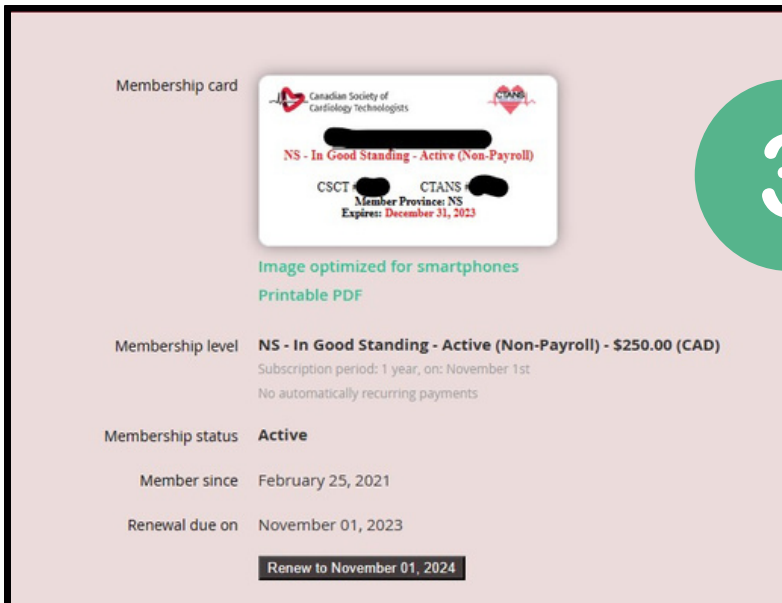 Membership card
Canadian Society of
Cardiology Technologists
CTANS
NS - In Good Standing - Active (Non-Payroll)
CSCT # CTANS #
Member Province: NS
Expires: December 31, 2023
Image optimized for smartphones
Printable PDF
Membership level NS - In Good Standing - Active (Non-Payroll) - $250.00 (CAD)
Subscription period: 1 year, on: November 1st
No automatically recurring payments
Membership status Active
Member since February 25, 2021
Renewal due on November 01, 2023
Renew to November 01, 2024
3